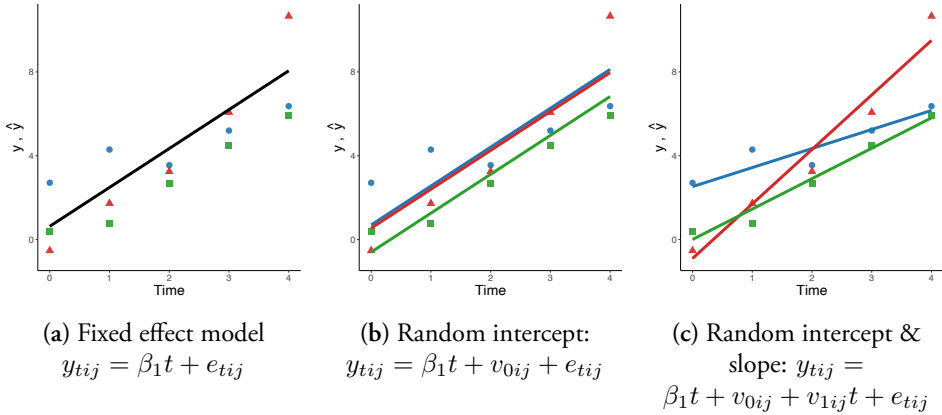 y , ŷ
8
4
0
0 1 2 3 4
Time
y , ŷ
8
4
0
0 1 2 3 4
Time
y , ŷ
8
4
0
0 1 2 3 4
Time
(a) Fixed effect model
y_{tij} = β_1 t + e_{tij}
(b) Random intercept:
y_{tij} = β_1 t + v_{0ij} + e_{tij}
(c) Random intercept &
slope: y_{tij} =
β_1 t + v_{0ij} + v_{1ij} t + e_{tij}